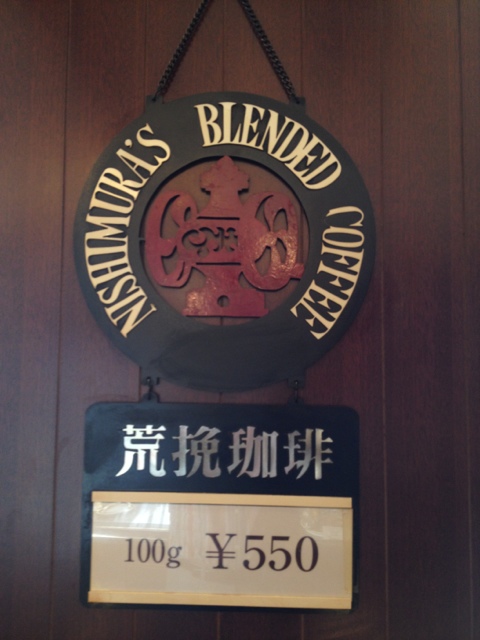 NISHIMURA'S BLENDED COFFEE
荒挽珈琲
100g ¥550